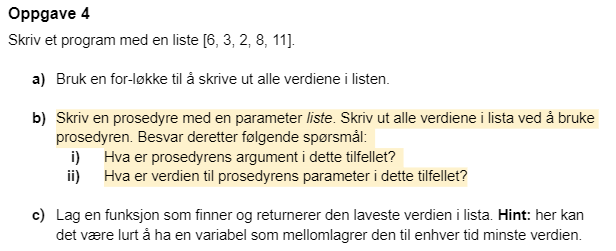 Oppgave 4
Skriv et program med en liste [6, 3, 2, 8, 11].
a) Bruk en for-løkke til å skrive ut alle verdiene i listen.
b) Skriv en prosedyre med en parameter liste. Skriv ut alle verdiene i lista ved å bruke
prosedyren. Besvar deretter følgende spørsmål:
i) Hva er prosedyrens argument i dette tilfellet?
ii) Hva er verdien til prosedyrens parameter i dette tilfellet?
c) Lag en funksjon som finner og returnerer den laveste verdien i lista. Hint: her kan
det være lurt å ha en variabel som mellomlagrer den til enhver tid minste verdien.